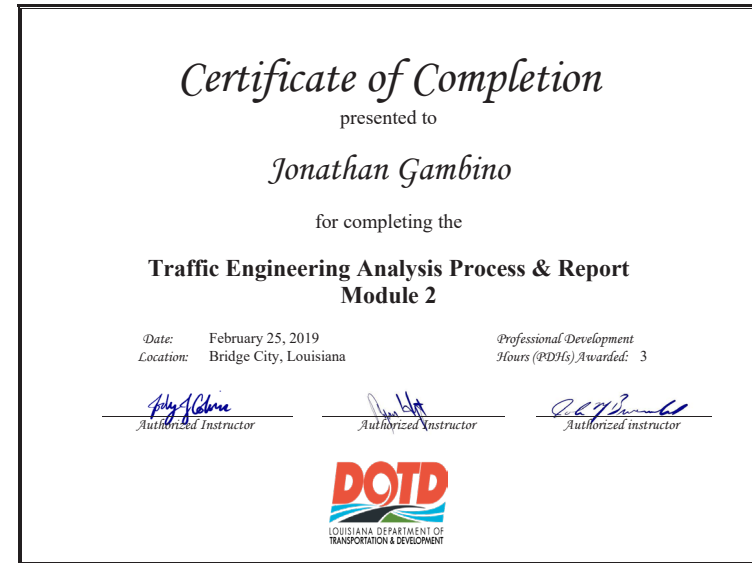 Certificate of Completion
presented to
Jonathan Gambino
for completing the
Traffic Engineering Analysis Process & Report
Module 2
Date: February 25, 2019
Location: Bridge City, Louisiana
Professional Development
Hours (PDHs) Awarded: 3
Authorized Instructor
Authorized Instructor
Authorized instructor
DOTD
LOUISIANA DEPARTMENT OF
TRANSPORTATION & DEVELOPMENT